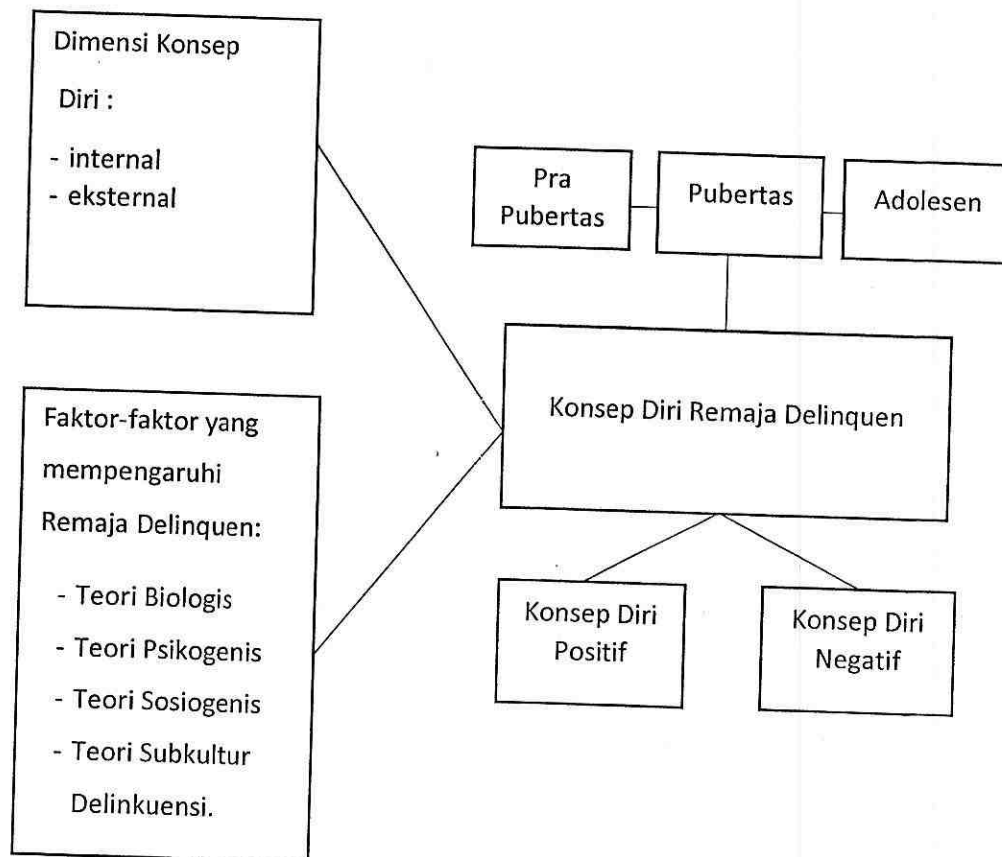 Dimensi Konsep
Diri :
- internal
- eksternal
Pra
Pubertas
Pubertas
Adolesen
Konsep Diri Remaja Delinquen
Faktor-faktor yang
mempengaruhi
Remaja Delinquen:
- Teori Biologis
- Teori Psikogenis
- Teori Sosiogenis
- Teori Subkultur
Delinkuensi.
Konsep Diri
Positif
Konsep Diri
Negatif